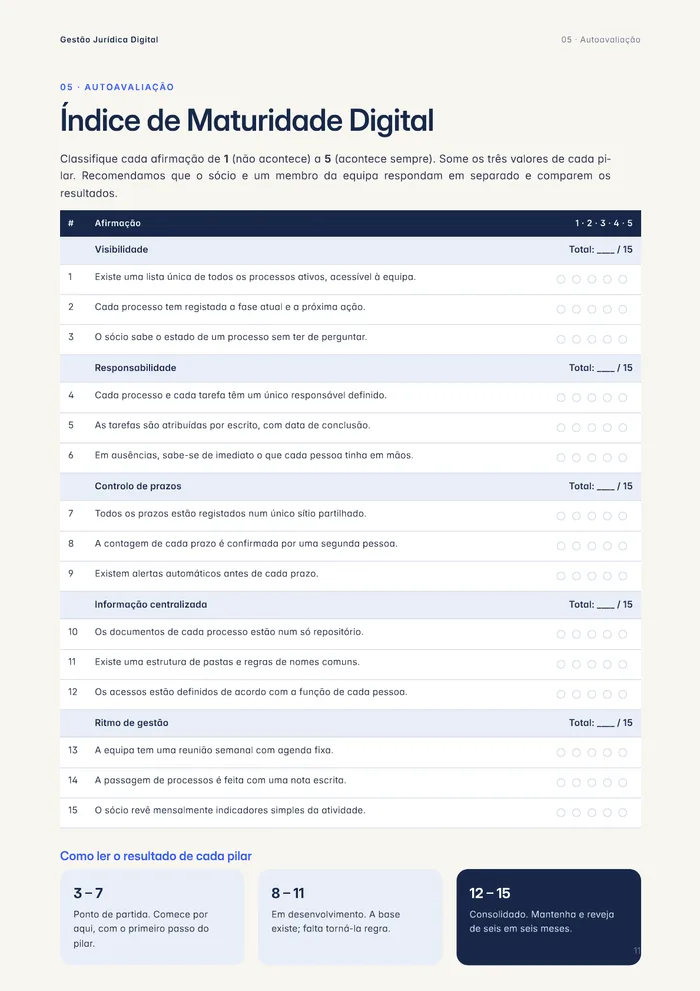 Gestão Jurídica Digital
05 · Autoavaliação
05 · AUTOAVALIAÇÃO
Índice de Maturidade Digital
Classifique cada afirmação de 1 (não acontece) a 5 (acontece sempre). Some os três valores de cada pi-
lar. Recomendamos que o sócio e um membro da equipa respondam em separado e comparem os
resultados.
# Afirmação 1 · 2 · 3 · 4 · 5
Visibilidade Total: ____ / 15
1 Existe uma lista única de todos os processos ativos, acessível à equipa.
2 Cada processo tem registada a fase atual e a próxima ação.
3 O sócio sabe o estado de um processo sem ter de perguntar.
Responsabilidade Total: ____ / 15
4 Cada processo e cada tarefa têm um único responsável definido.
5 As tarefas são atribuídas por escrito, com data de conclusão.
6 Em ausências, sabe-se de imediato o que cada pessoa tinha em mãos.
Controlo de prazos Total: ____ / 15
7 Todos os prazos estão registados num único sítio partilhado.
8 A contagem de cada prazo é confirmada por uma segunda pessoa.
9 Existem alertas automáticos antes de cada prazo.
Informação centralizada Total: ____ / 15
10 Os documentos de cada processo estão num só repositório.
11 Existe uma estrutura de pastas e regras de nomes comuns.
12 Os acessos estão definidos de acordo com a função de cada pessoa.
Ritmo de gestão Total: ____ / 15
13 A equipa tem uma reunião semanal com agenda fixa.
14 A passagem de processos é feita com uma nota escrita.
15 O sócio revê mensalmente indicadores simples da atividade.
Como ler o resultado de cada pilar
3 – 7
Ponto de partida. Comece por
aqui, com o primeiro passo do
pilar.
8 – 11
Em desenvolvimento. A base
existe; falta torná-la regra.
12 – 15
Consolidado. Mantenha e reveja
de seis em seis meses.
11